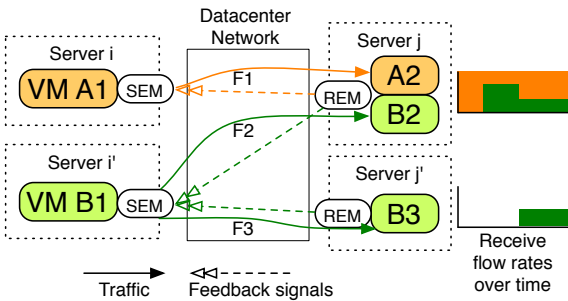 Datacenter
Network
Server i
VM A1
SEM
F1
Server j
A2
REM
B2
F2
Server i'
VM B1
SEM
F3
Server j'
REM
B3
Receive
flow rates
over time
Traffic
Feedback signals